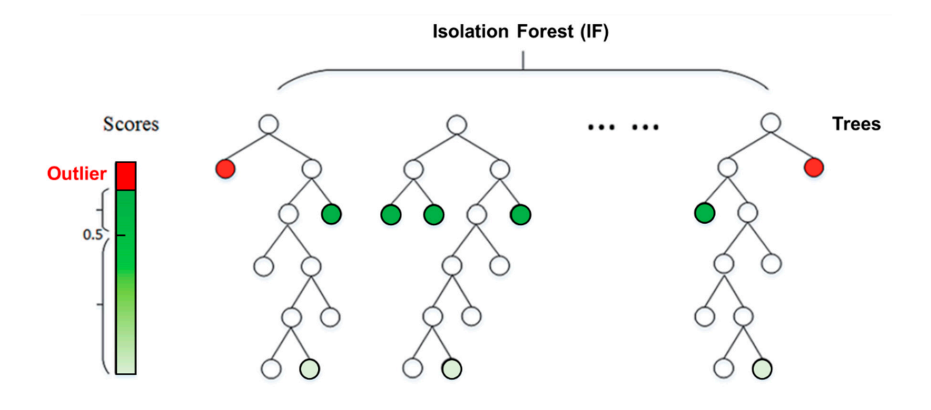 Isolation Forest (IF)
Scores
... ...
Trees
Outlier
0.5